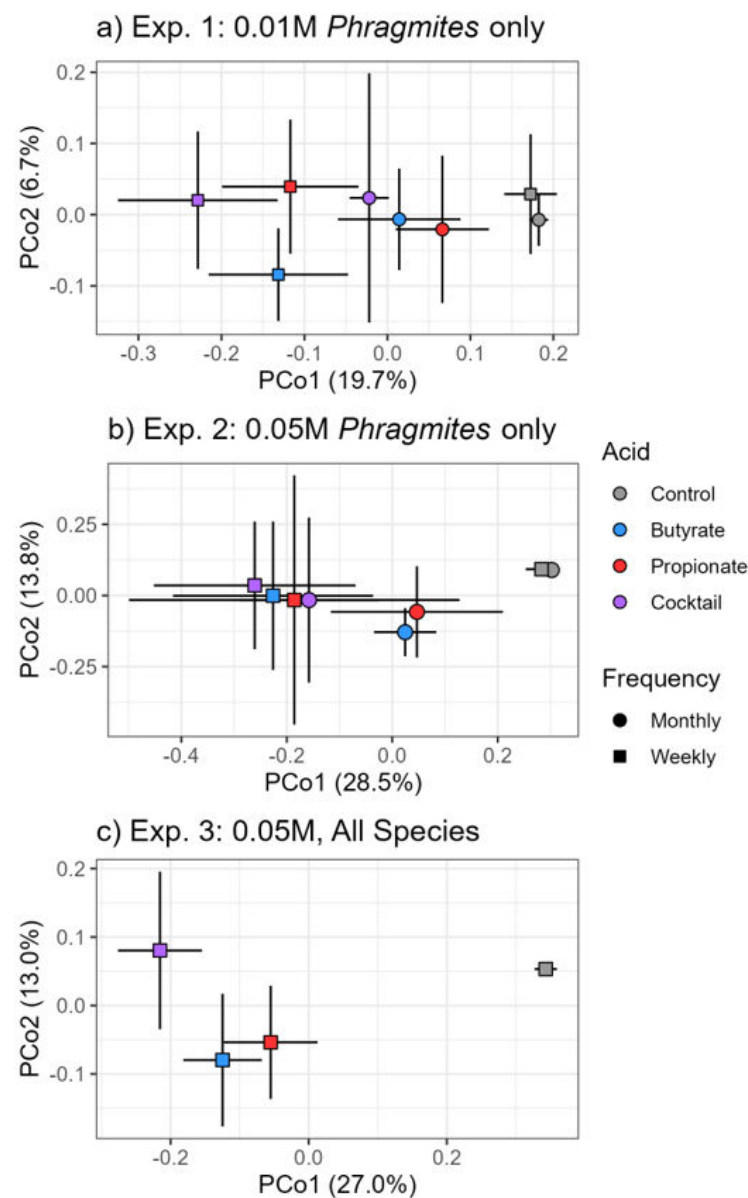 a) Exp. 1: 0.01M Phragmites only
0.2
0.1
0.0
-0.1
PCo2 (6.7%)
-0.3 -0.2 -0.1 0.0 0.1 0.2
PCo1 (19.7%)
b) Exp. 2: 0.05M Phragmites only
0.25
0.00
-0.25
PCo2 (13.8%)
-0.4 -0.2 0.0 0.2
PCo1 (28.5%)
Acid
Control
Butyrate
Propionate
Cocktail
Frequency
Monthly
Weekly
c) Exp. 3: 0.05M, All Species
0.2
0.1
0.0
-0.1
PCo2 (13.0%)
-0.2 0.0 0.2
PCo1 (27.0%)